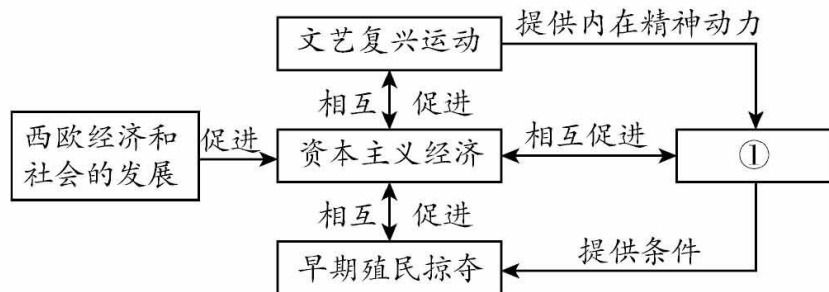 文艺复兴运动
提供内在精神动力
相互 促进
西欧经济和
社会的发展
促进
资本主义经济
相互促进
①
相互 促进
早期殖民掠夺
提供条件